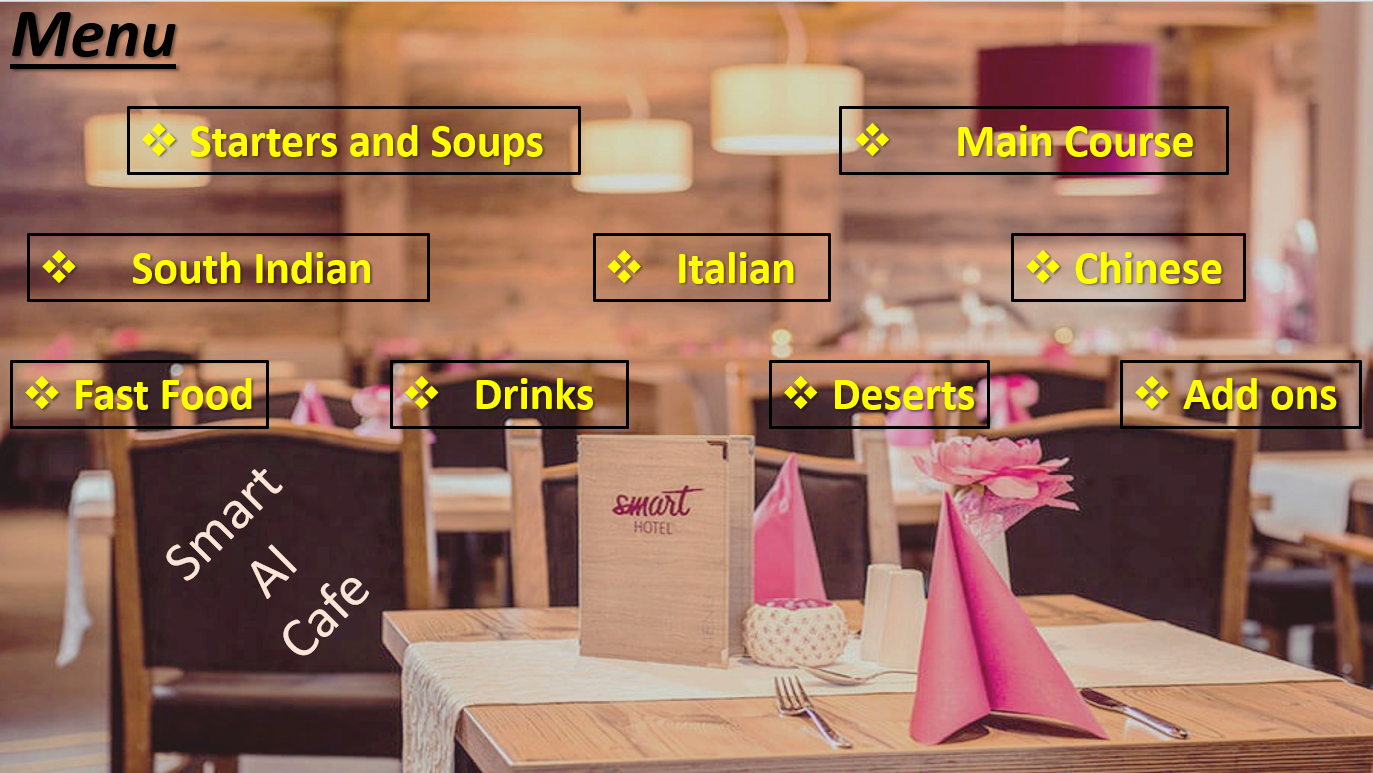 Menu
❖ Starters and Soups
❖ Main Course
❖ South Indian
❖ Italian
❖ Chinese
❖ Fast Food
❖ Drinks
❖ Deserts
❖ Add ons
Smart
AI
Cafe
smart
HOTEL